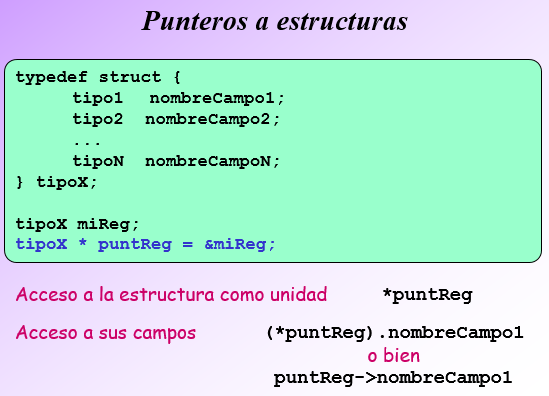 Punteros a estructuras
typedef struct {
tipo1 nombreCampo1;
tipo2 nombreCampo2;
...
tipoN nombreCampoN;
} tipoX;
tipoX miReg;
tipoX * puntReg = &miReg;
Acceso a la estructura como unidad *puntReg
Acceso a sus campos (*puntReg).nombreCampo1
o bien
puntReg->nombreCampo1